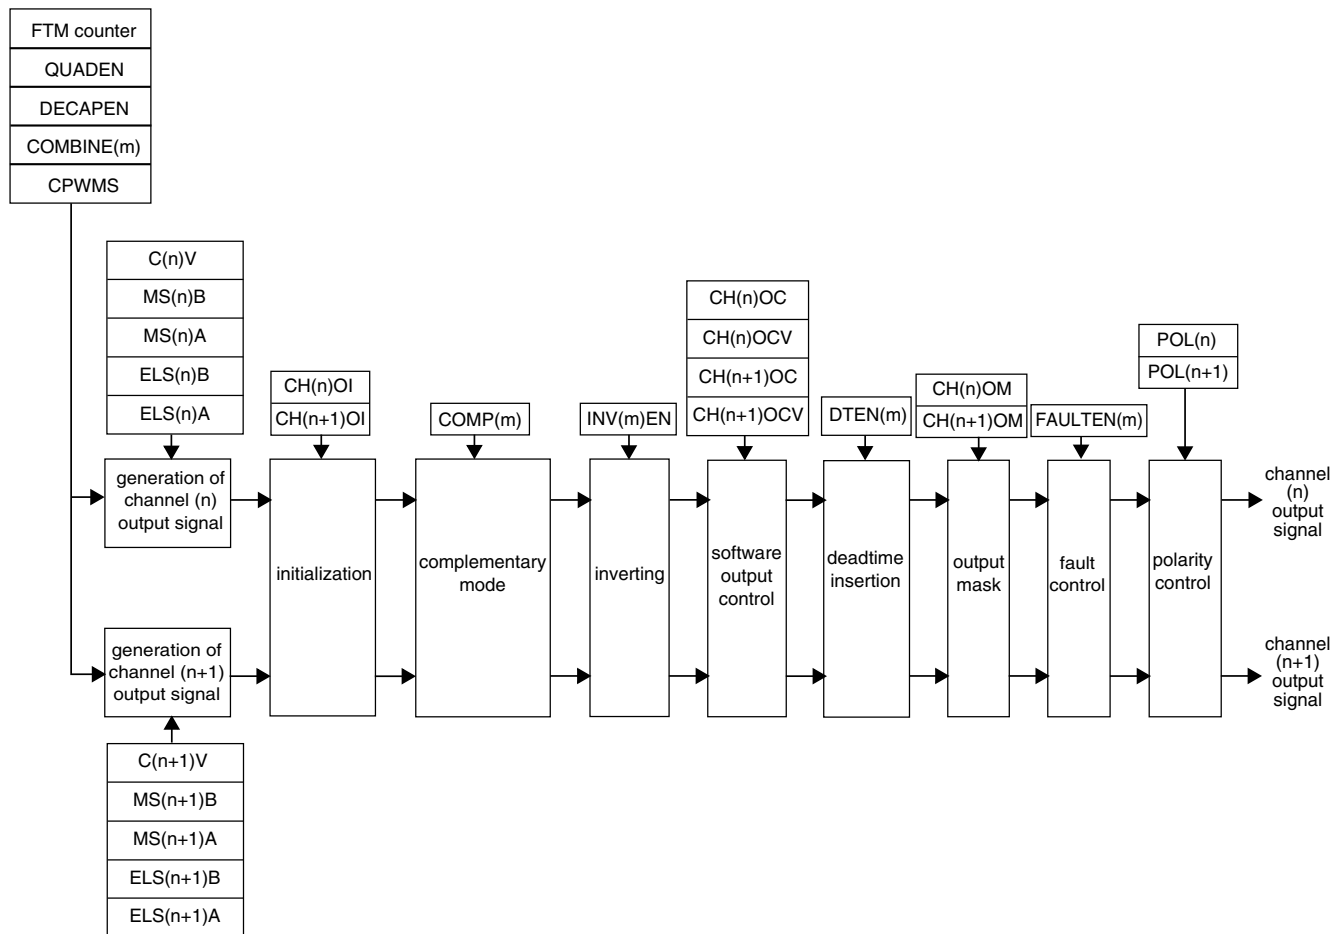 FTM counter
QUADEN
DECAPEN
COMBINE(m)
CPWMS
C(n)V
MS(n)B
MS(n)A
ELS(n)B
ELS(n)A
CH(n)OI
CH(n+1)OI
COMP(m)
INV(m)EN
CH(n)OC
CH(n)OCV
CH(n+1)OC
CH(n+1)OCV
DTEN(m)
CH(n)OM
CH(n+1)OM
FAULTEN(m)
POL(n)
POL(n+1)
generation of
channel (n)
output signal
initialization
complementary
mode
inverting
software
output
control
deadtime
insertion
output
mask
fault
control
polarity
control
channel
(n)
output
signal
generation of
channel (n+1)
output signal
channel
(n+1)
output
signal
C(n+1)V
MS(n+1)B
MS(n+1)A
ELS(n+1)B
ELS(n+1)A